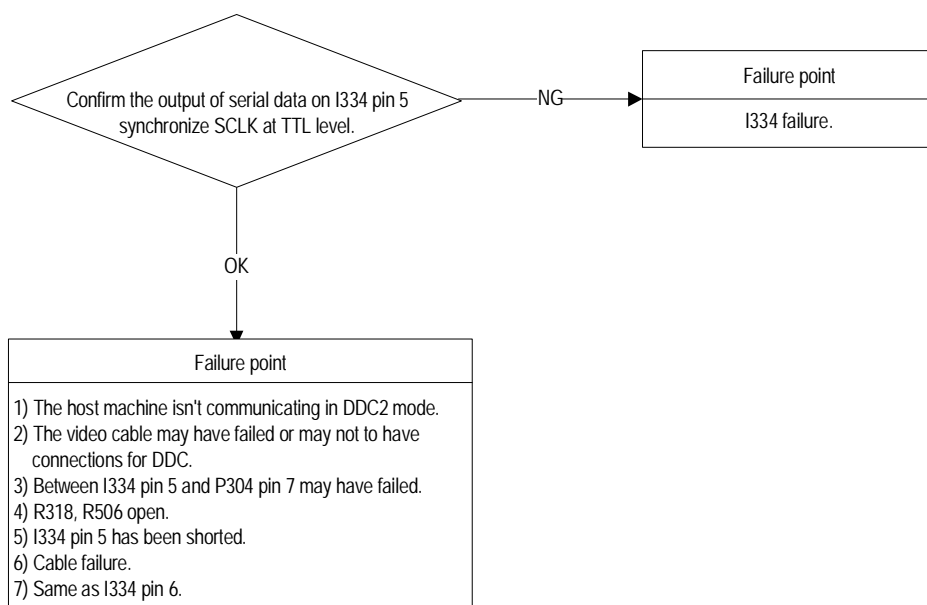 Confirm the output of serial data on I334 pin 5
synchronize SCLK at TTL level.
NG
Failure point
I334 failure.
OK
Failure point
1) The host machine isn't communicating in DDC2 mode.
2) The video cable may have failed or may not to have
connections for DDC.
3) Between I334 pin 5 and P304 pin 7 may have failed.
4) R318, R506 open.
5) I334 pin 5 has been shorted.
6) Cable failure.
7) Same as I334 pin 6.